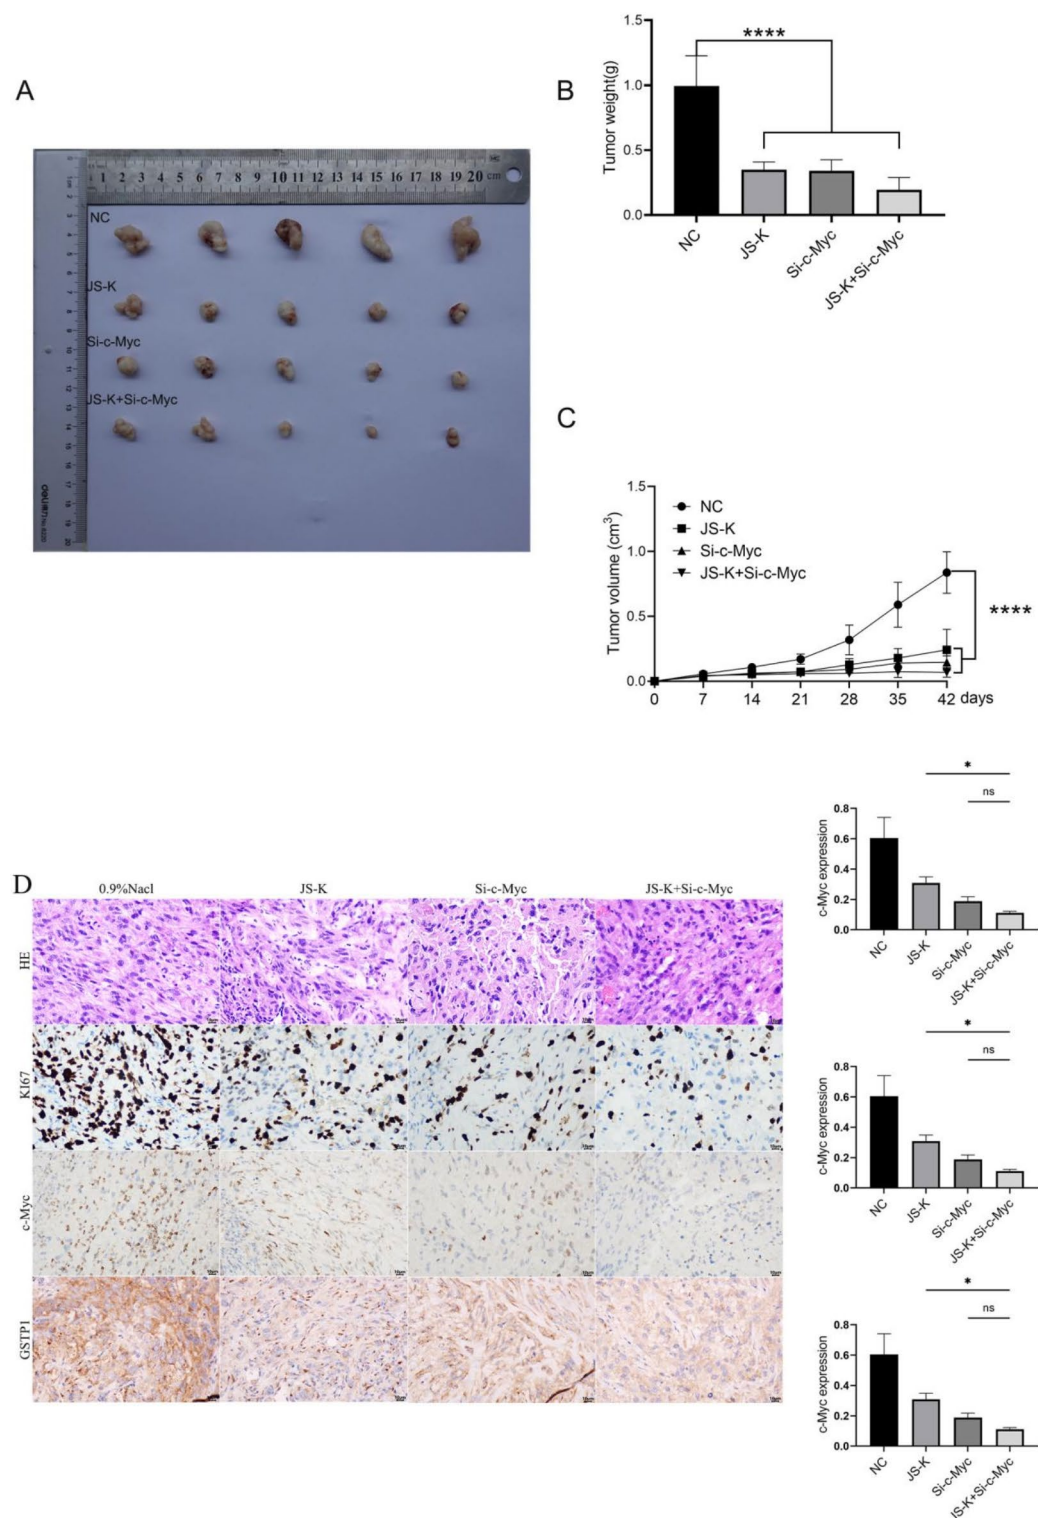 A
1 2 3 4 5 6 7 8 9 10 11 12 13 14 15 16 17 18 19 20 cm
NC
JS-K
Si-c-Myc
JS-K+Si-c-Myc
B
Tumor weight(g)
1.5
1.0
0.5
0.0
****
NC
JS-K
Si-c-Myc
JS-K+Si-c-Myc
C
Tumor volume (cm³)
1.5
1.0
0.5
0.0
NC
JS-K
Si-c-Myc
JS-K+Si-c-Myc
****
0 7 14 21 28 35 42 days
D
0.9%Nacl JS-K Si-c-Myc JS-K+Si-c-Myc
HE
KI67
c-Myc
GSTP1
c-Myc expression
0.8
0.6
0.4
0.2
0.0
*
ns
NC
JS-K
Si-c-Myc
JS-K+Si-c-Myc
c-Myc expression
0.8
0.6
0.4
0.2
0.0
*
ns
NC
JS-K
Si-c-Myc
JS-K+Si-c-Myc
c-Myc expression
0.8
0.6
0.4
0.2
0.0
*
ns
NC
JS-K
Si-c-Myc
JS-K+Si-c-Myc